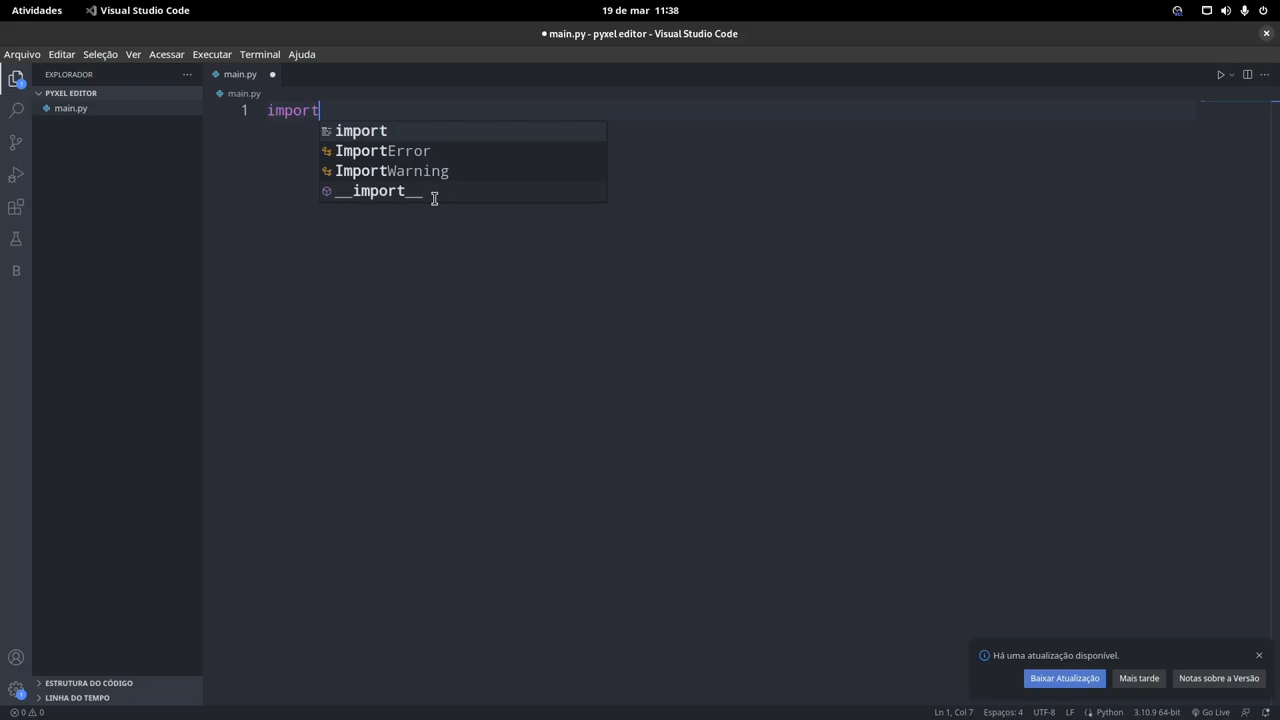 Atividades Visual Studio Code 19 de mar 11:38
● main.py - pyxel editor - Visual Studio Code
Arquivo Editar Seleção Ver Acessar Executar Terminal Ajuda
EXPLORADOR main.py
PYXEL EDITOR main.py
main.py
1 import
import
ImportError
ImportWarning
__import__
B
Há uma atualização disponível.
Baixar Atualização Mais tarde Notas sobre a Versão
ESTRUTURA DO CÓDIGO
LINHA DO TEMPO
0 0 Ln 1, Col 7 Espaços: 4 UTF-8 LF Python 3.10.9 64-bit Go Live